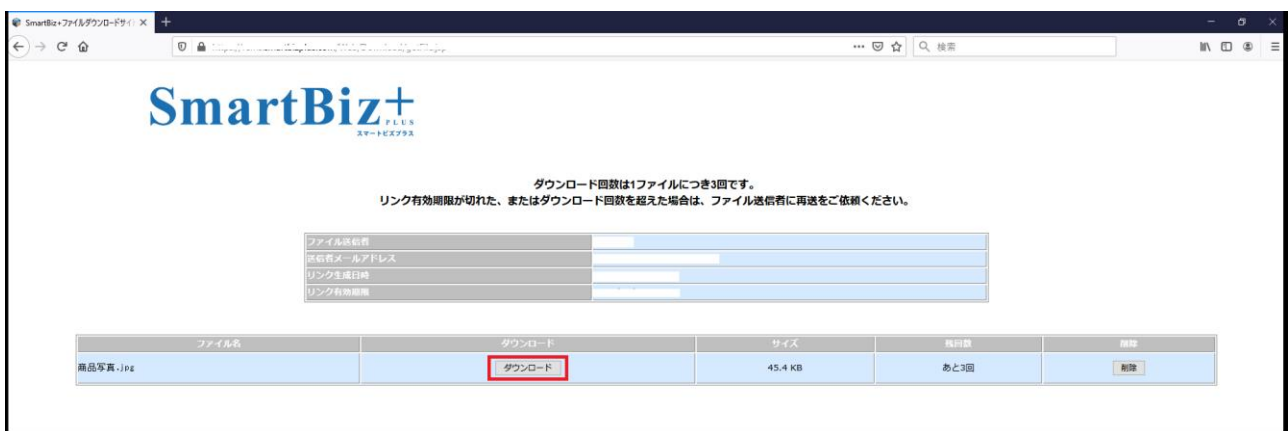 SmartBiz+ファイルダウンロードサイト
検索
SmartBiz+
PLUS
スマートビズプラス
ダウンロード回数は1ファイルにつき3回です。
リンク有効期限が切れた、またはダウンロード回数を超えた場合は、ファイル送信者に再送をご依頼ください。
ファイル送信者
送信者メールアドレス
リンク生成日時
リンク有効期限
ファイル名 ダウンロード サイズ 残回数 削除
商品写真.jpg ダウンロード 45.4 KB あと3回 削除